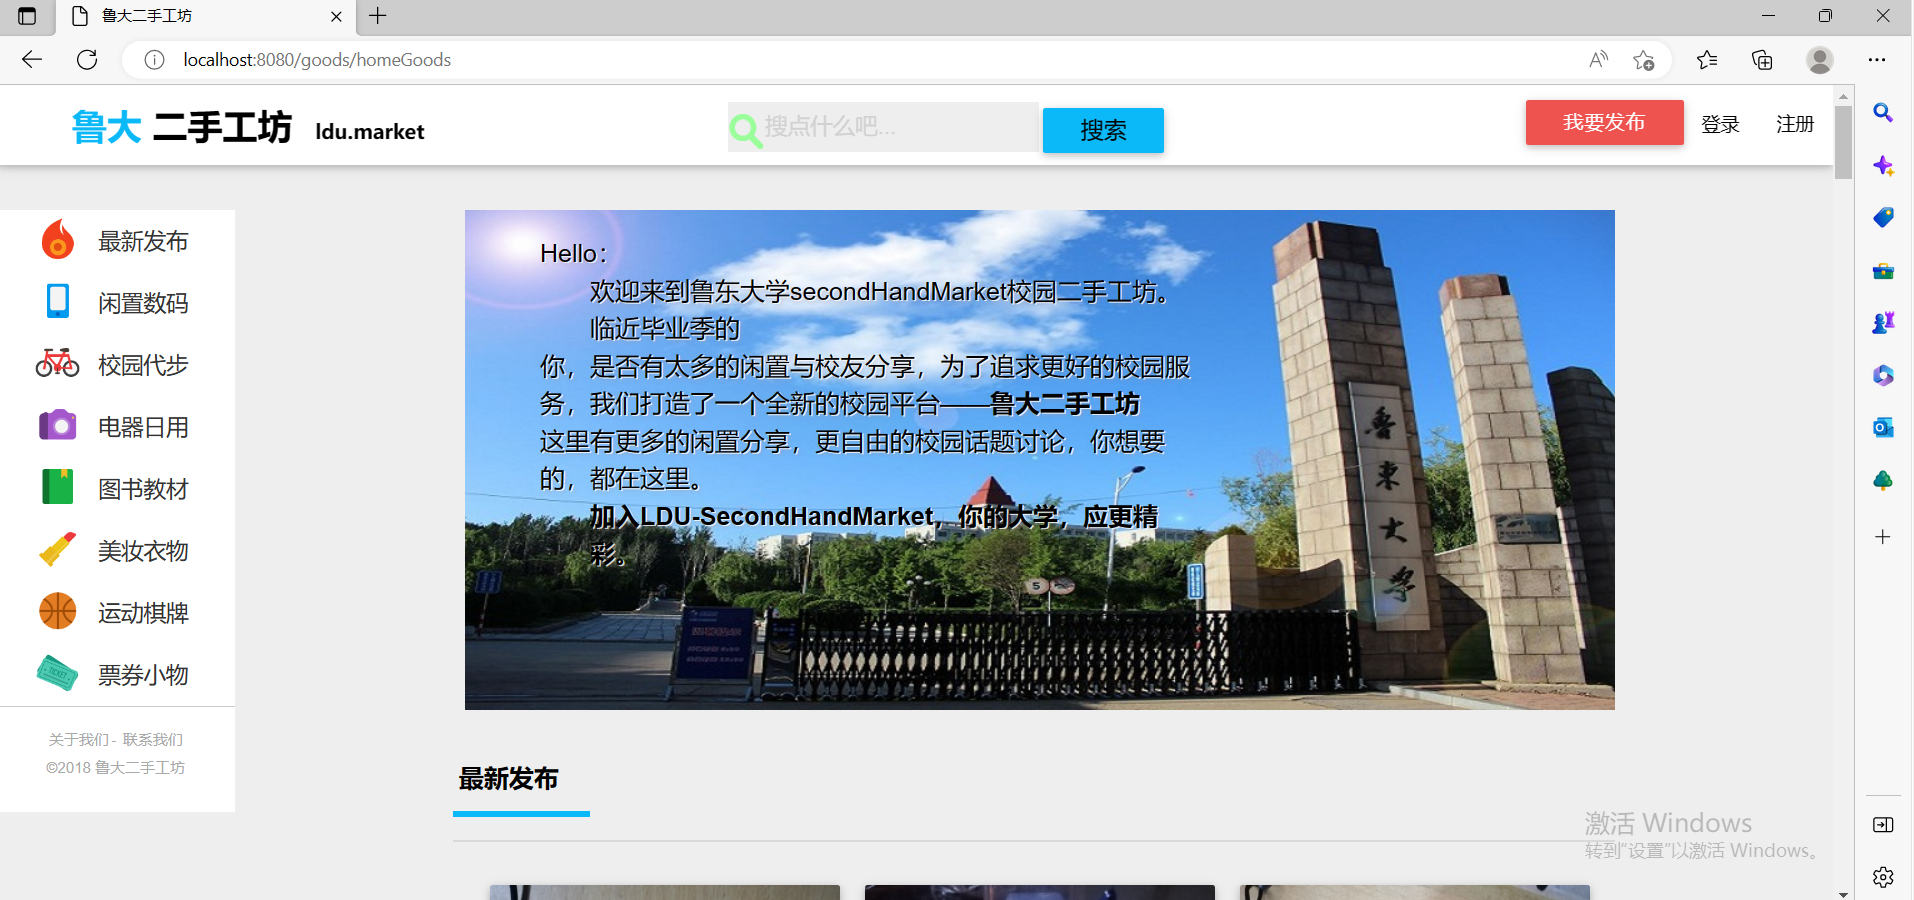 鲁大二手工坊
localhost:8080/goods/homeGoods
鲁大 二手工坊 ldu.market
搜点什么吧...
搜索
我要发布
登录
注册
最新发布
闲置数码
校园代步
电器日用
图书教材
美妆衣物
运动棋牌
票券小物
关于我们 - 联系我们
©2018 鲁大二手工坊
Hello：
欢迎来到鲁东大学secondHandMarket校园二手工坊。
临近毕业季的
你，是否有太多的闲置与校友分享，为了追求更好的校园服
务，我们打造了一个全新的校园平台——鲁大二手工坊
这里有更多的闲置分享，更自由的校园话题讨论，你想要
的，都在这里。
加入LDU-SecondHandMarket，你的大学，应更精
彩。
鲁东大学
5
最新发布
激活 Windows
转到“设置”以激活 Windows。